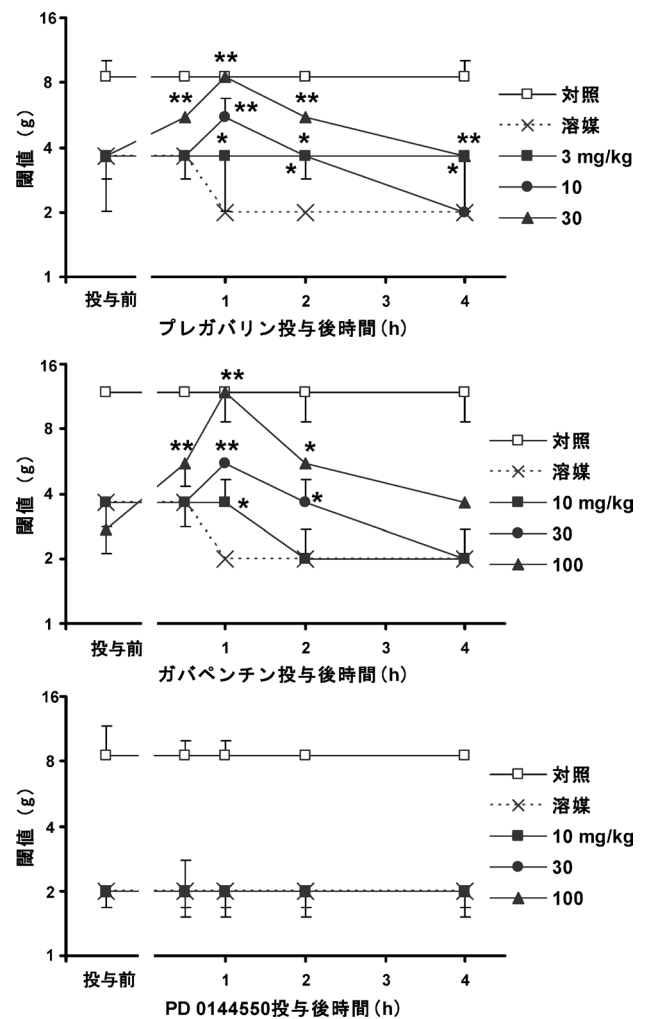 16
8
4
2
1
閾値（g）
** ** ** ** * * * ** *
投与前 1 2 3 4
プレガバリン投与後時間（h）
対照
溶媒
3 mg/kg
10
30
16
8
4
2
1
閾値（g）
** ** ** * * *
投与前 1 2 3 4
ガバペンチン投与後時間（h）
対照
溶媒
10 mg/kg
30
100
16
8
4
2
1
閾値（g）
投与前 1 2 3 4
PD 0144550投与後時間（h）
対照
溶媒
10 mg/kg
30
100